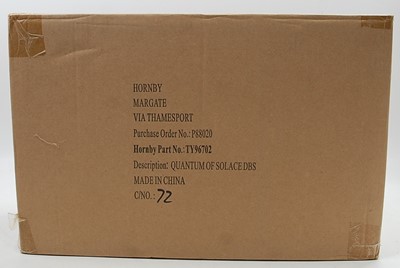 HORNBY
MARGATE
VIA THAMESPORT
Purchase Order No.: P88020
Hornby Part No.: TY96702
Description: QUANTUM OF SOLACE DBS
MADE IN CHINA
C/NO.: 72